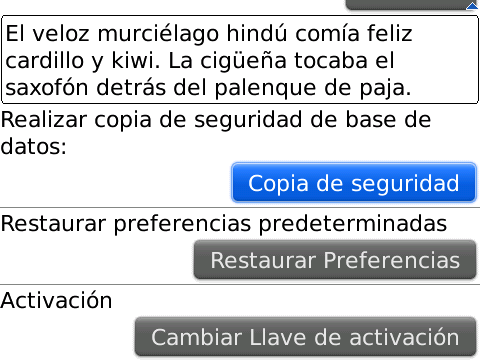 El veloz murciélago hindú comía feliz
cardillo y kiwi. La cigüeña tocaba el
saxofón detrás del palenque de paja.
Realizar copia de seguridad de base de
datos:
Copia de seguridad
Restaurar preferencias predeterminadas
Restaurar Preferencias
Activación
Cambiar Llave de activación